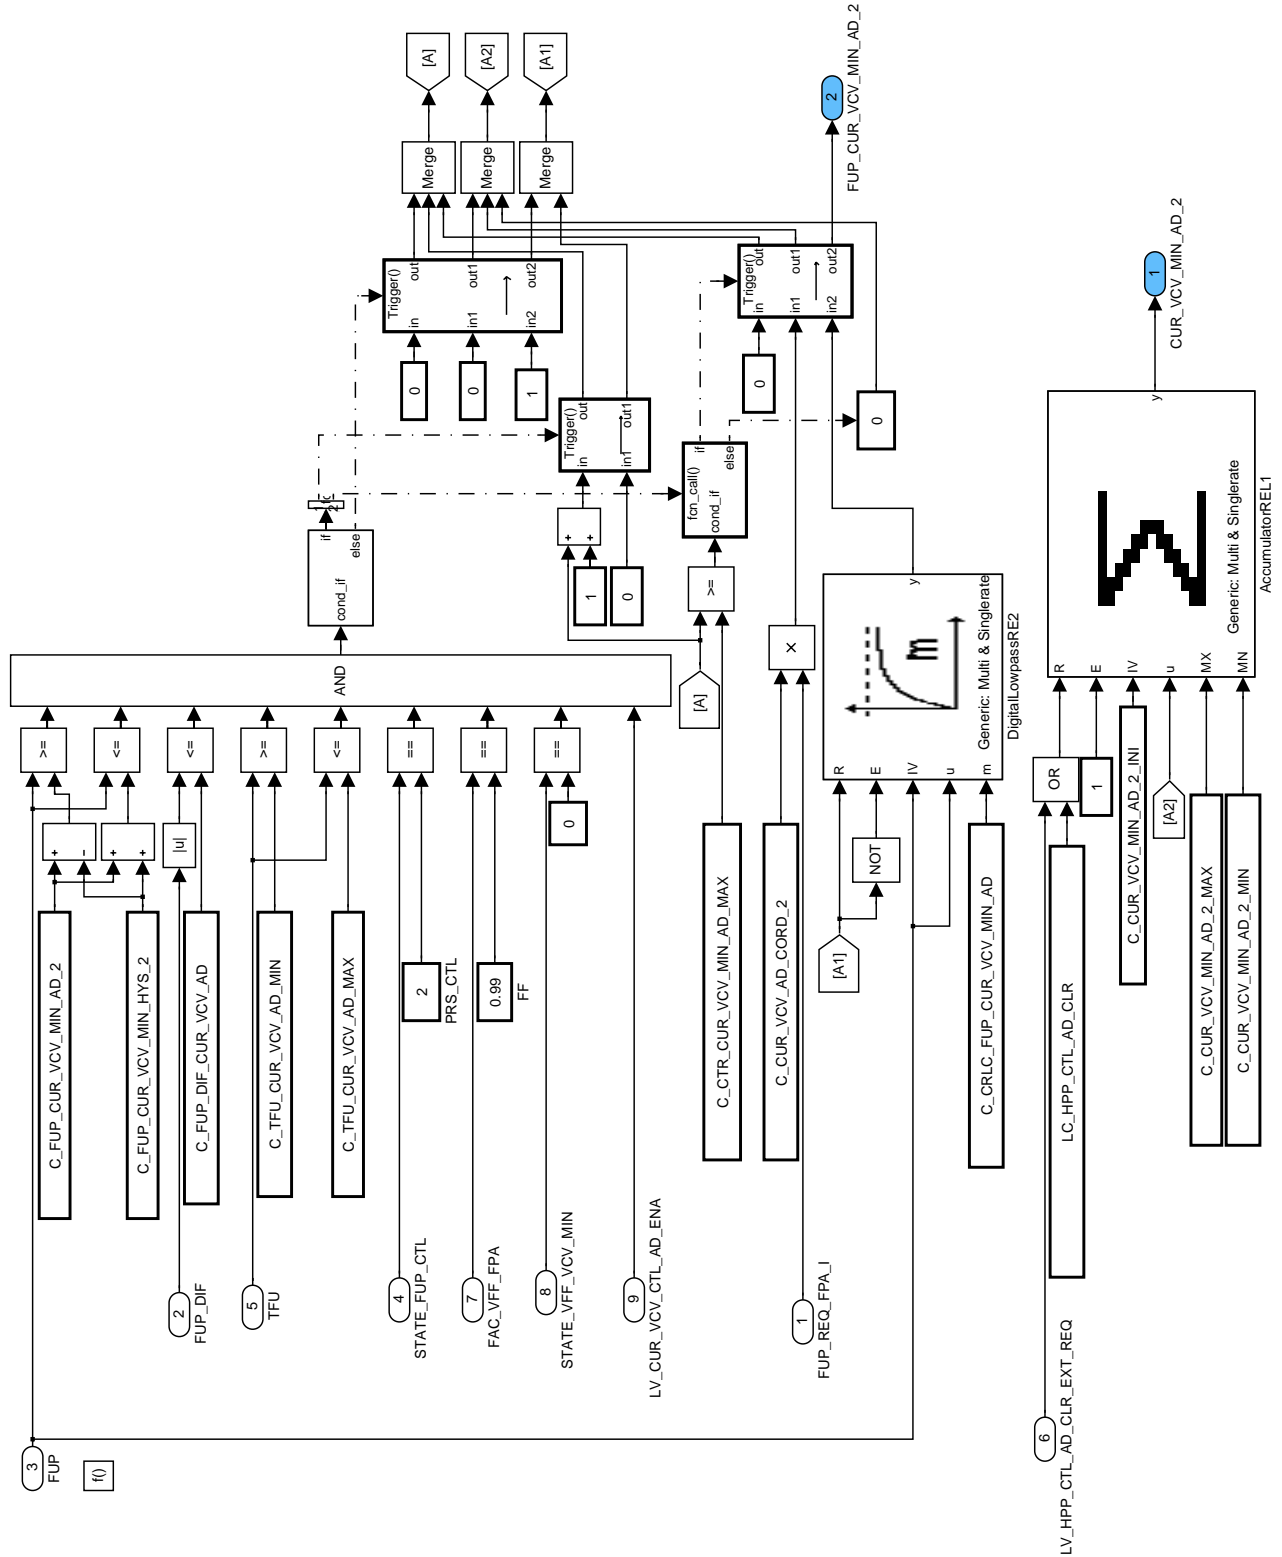 3
FUP
f()
C_FUP_CUR_VCV_MIN_AD_2
C_FUP_CUR_VCV_MIN_HYS_2
+
-
+
+
>=
<=
2
FUP_DIF
|u|
C_FUP_DIF_CUR_VCV_AD
<=
5
TFU
C_TFU_CUR_VCV_AD_MIN
>=
C_TFU_CUR_VCV_AD_MAX
<=
4
STATE_FUP_CTL
2
PRS_CTL
==
7
FAC_VFF_FPA
0.99
FF
==
8
STATE_VFF_VCV_MIN
0
==
9
LV_CUR_VCV_CTL_AD_ENA
AND
cond_if
if
else
Trigger()
in
out
in1
out1
in2
out2
0
0
1
Merge
Merge
Merge
[A]
[A2]
[A1]
Trigger()
in
out
in1
out1
+
+
1
0
[A]
C_CTR_CUR_VCV_MIN_AD_MAX
>=
fcn_call()
cond_if
if
else
Trigger()
in
out
in1
out1
in2
out2
0
0
2
FUP_CUR_VCV_MIN_AD_2
C_CUR_VCV_AD_CORD_2
1
FUP_REQ_FPA_I
×
[A1]
NOT
C_CRLC_FUP_CUR_VCV_MIN_AD
R
E
IV
u
m
y
m
Generic: Multi & Singlerate
DigitalLowpassRE2
6
LV_HPP_CTL_AD_CLR_EXT_REQ
LC_HPP_CTL_AD_CLR
OR
1
C_CUR_VCV_MIN_AD_2_INI
[A2]
C_CUR_VCV_MIN_AD_2_MAX
C_CUR_VCV_MIN_AD_2_MIN
R
E
IV
u
MX
MN
y
Generic: Multi & Singlerate
AccumulatorREL1
1
CUR_VCV_MIN_AD_2